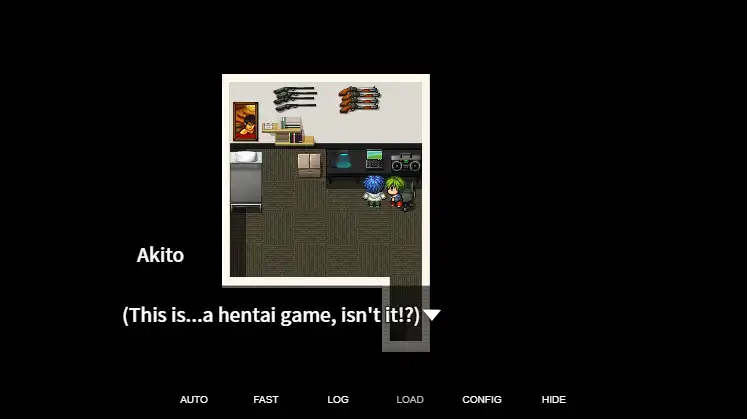 Akito
(This is...a hentai game, isn't it!?)
AUTO FAST LOG LOAD CONFIG HIDE